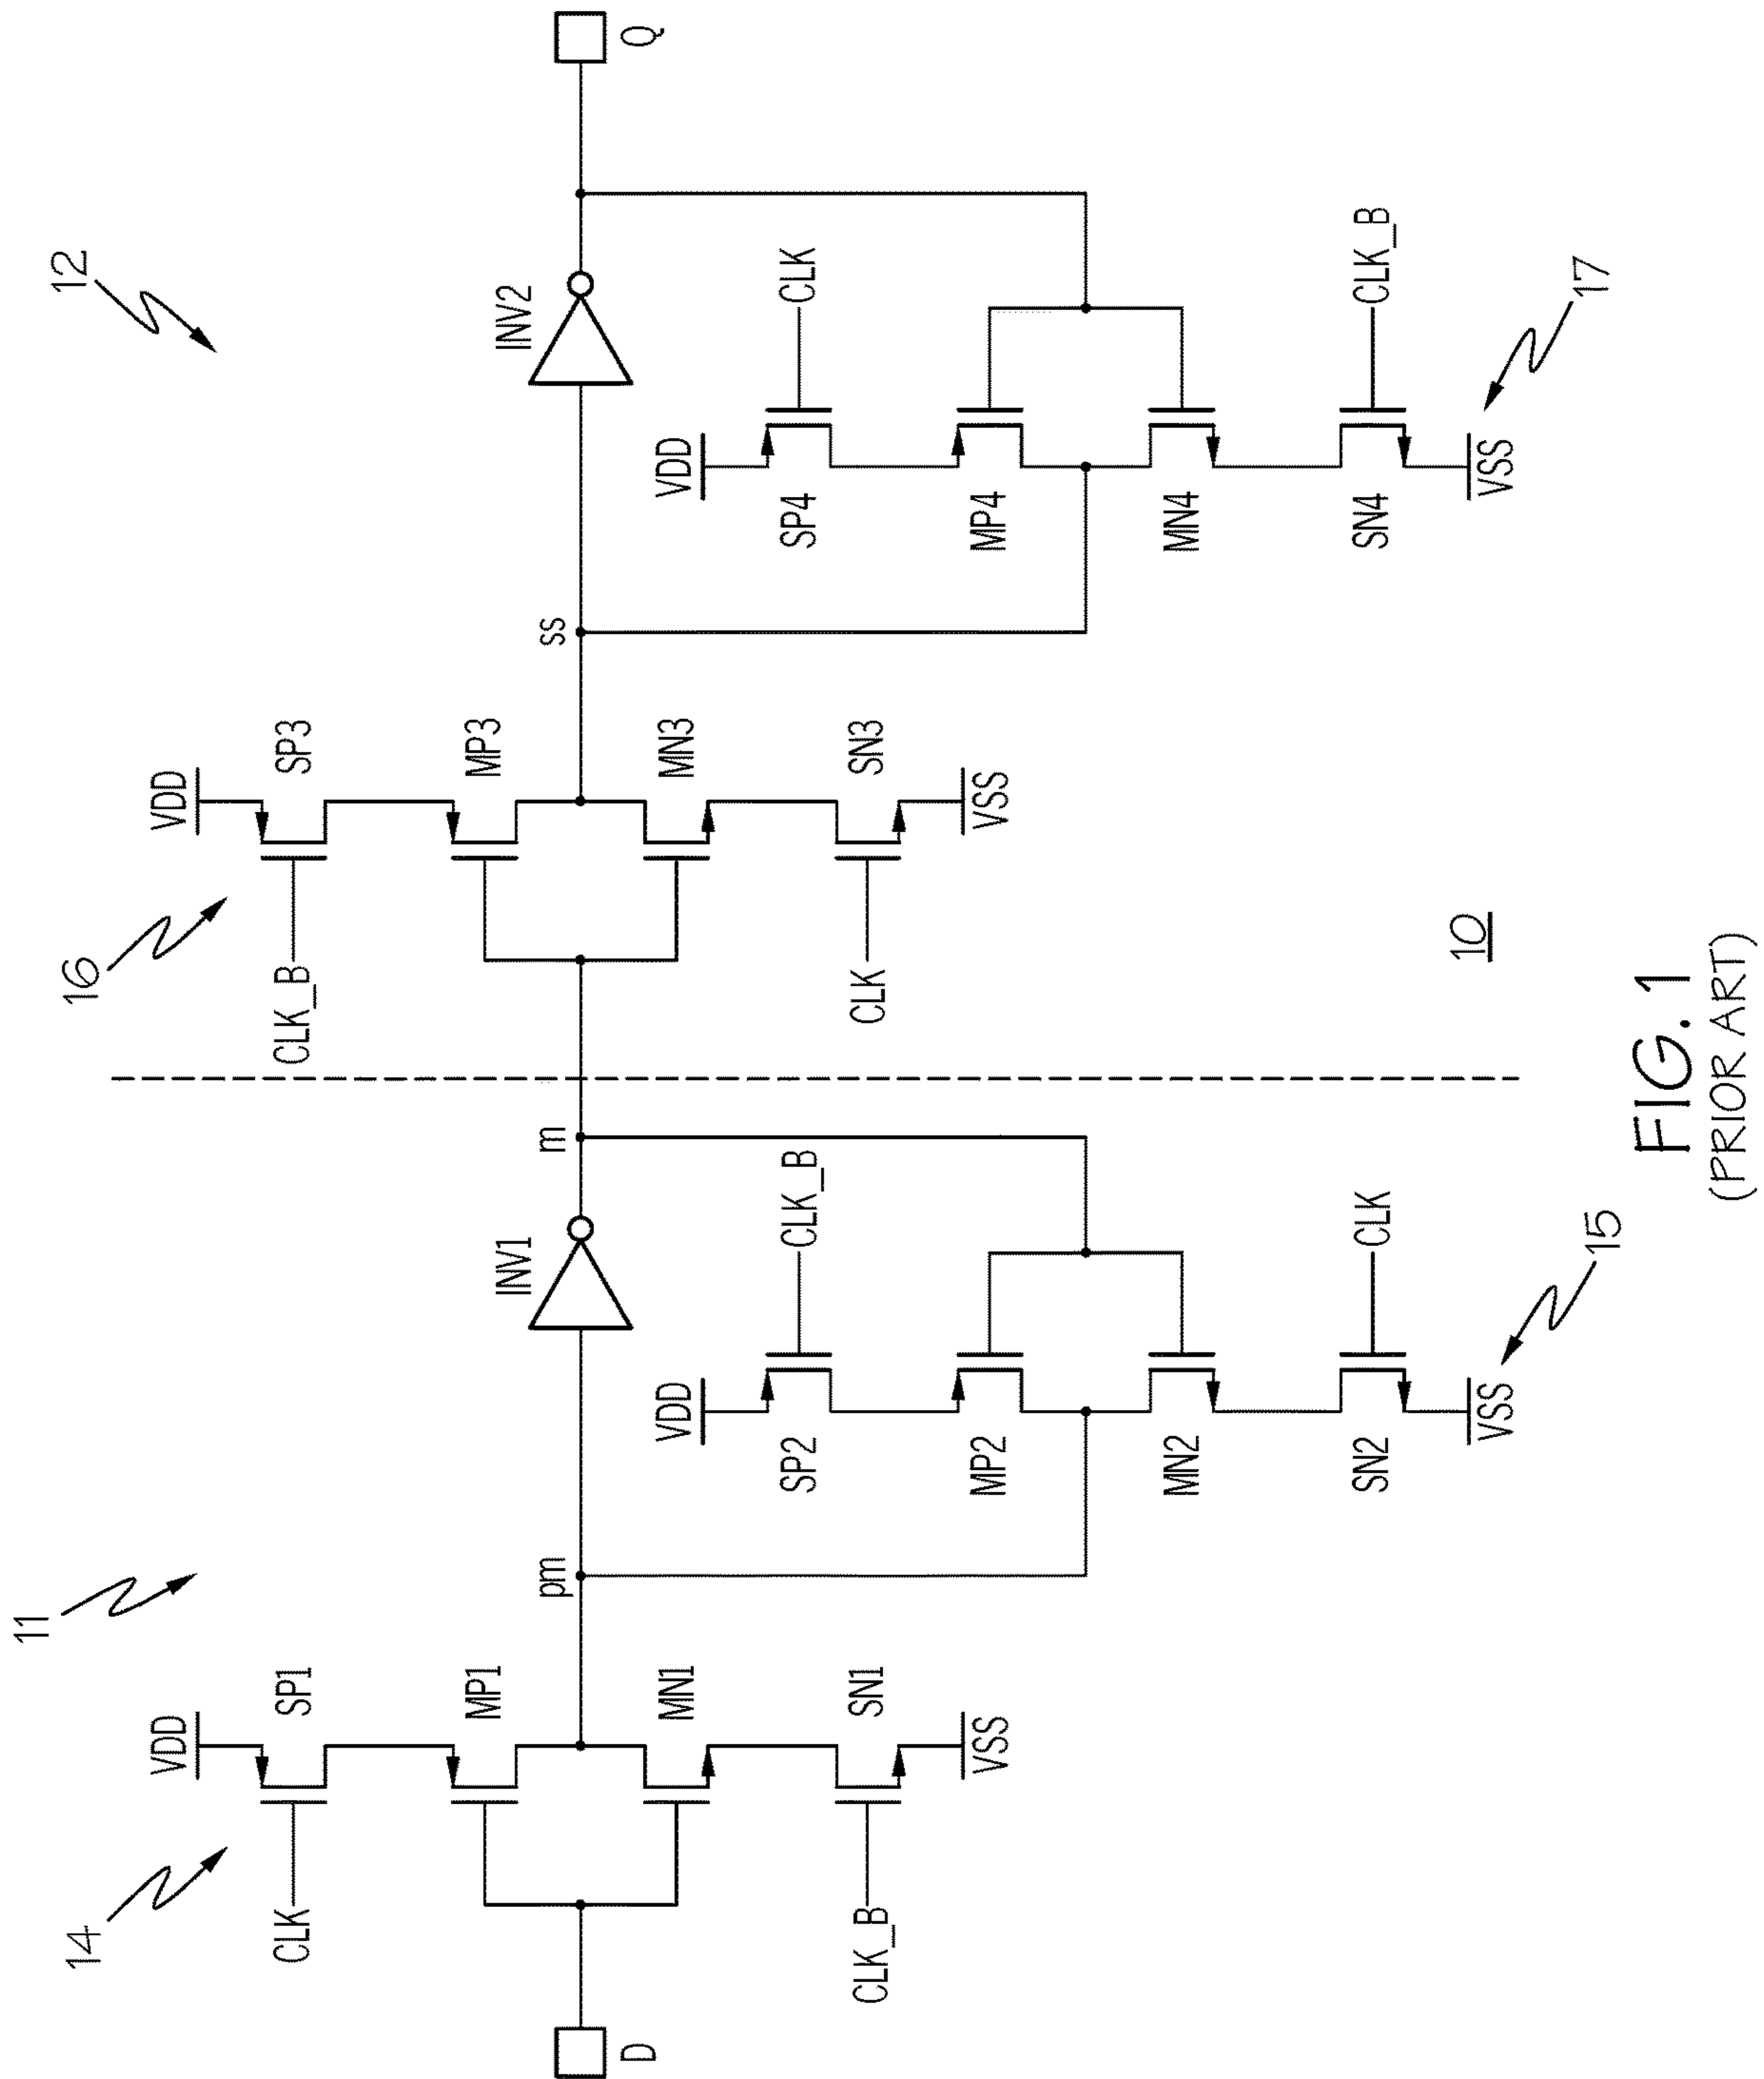 12
11
16
14
VDD
VDD
CLK
SP1
CLK_B
SP3
MP1
INV1
MP3
INV2
D
pm
m
ss
Q
MN1
MN3
VDD
VDD
SP2
CLK_B
SP4
CLK
CLK_B
SN1
CLK
SN3
VSS
VSS
MP2
MP4
MN2
MN4
SN2
CLK
SN4
CLK_B
VSS
VSS
15
17
10
FIG. 1
(PRIOR ART)